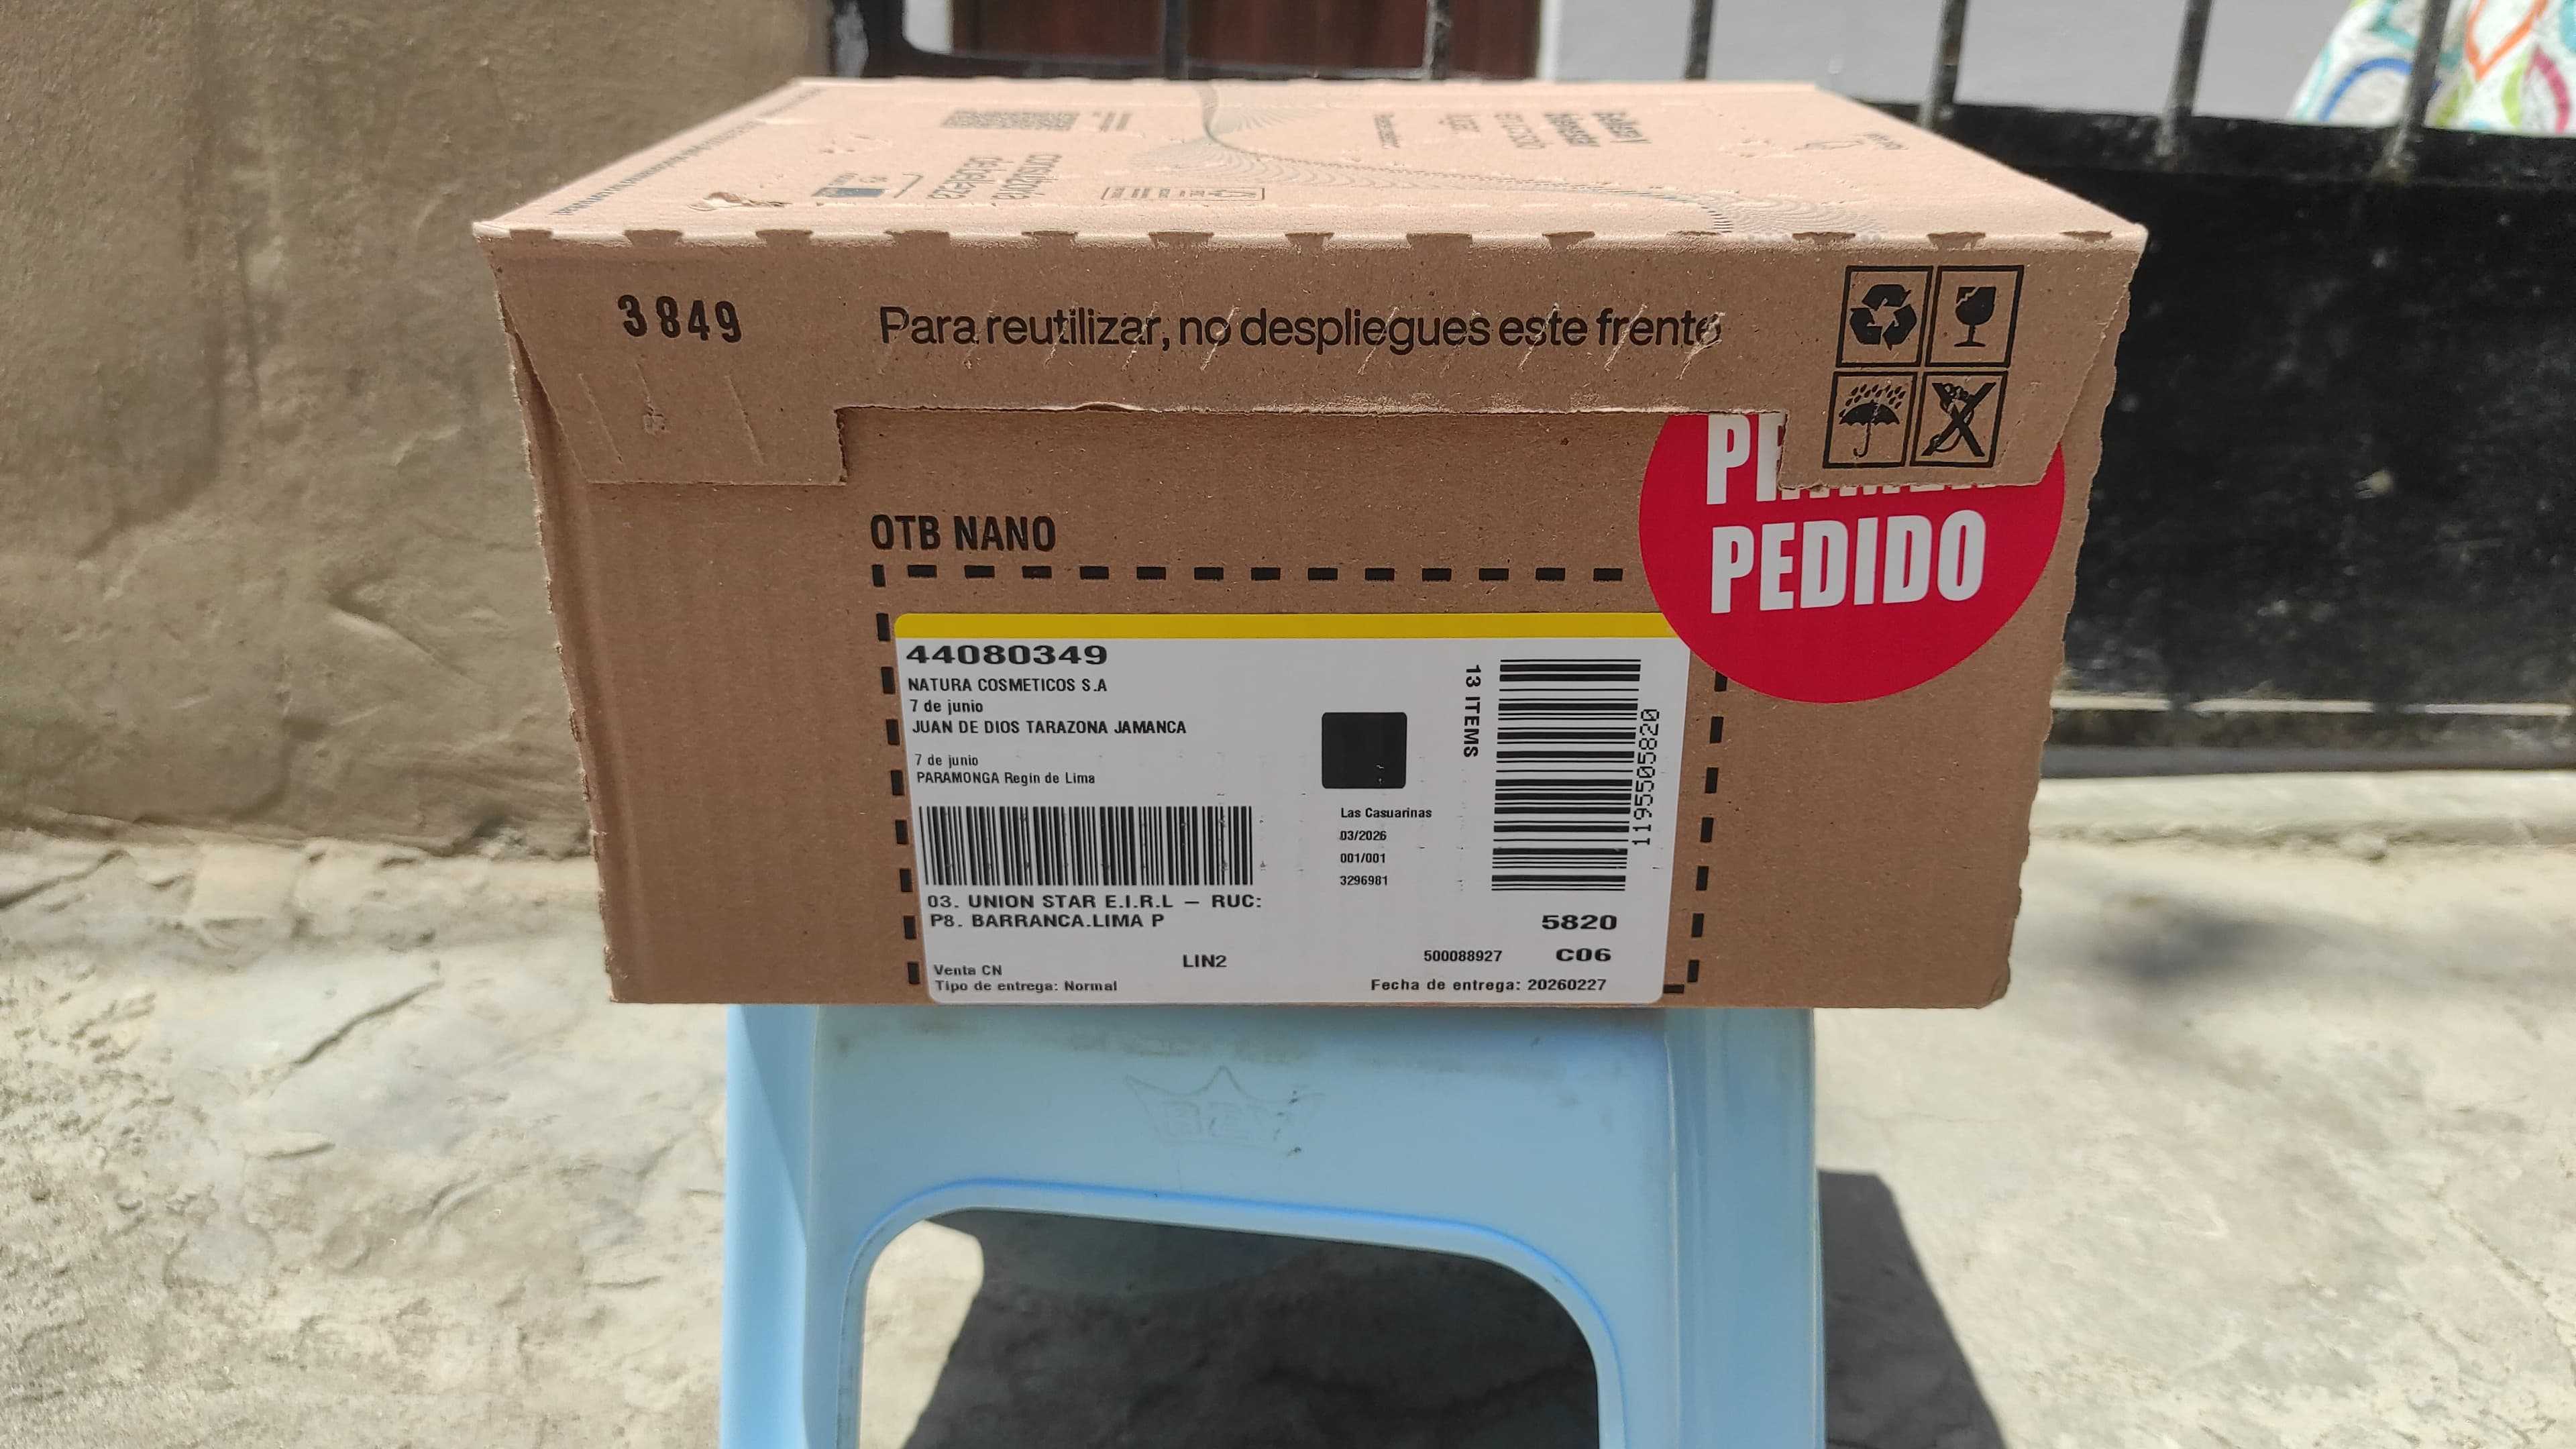 3849
Para reutilizar, no despliegues este frente
PEDIDO
OTB NANO
44080349
NATURA COSMETICOS S.A
7 de junio
JUAN DE DIOS TARAZONA JAMANCA
7 de junio
PARAMONGA Regin de Lima
13 ITEMS
1195505820
Las Casuarinas
03/2026
001/001
3296981
03. UNION STAR E.I.R.L – RUC:
P8. BARRANCA.LIMA P
5820
LIN2
500088927
C06
Venta CN
Tipo de entrega: Normal
Fecha de entrega: 20260227